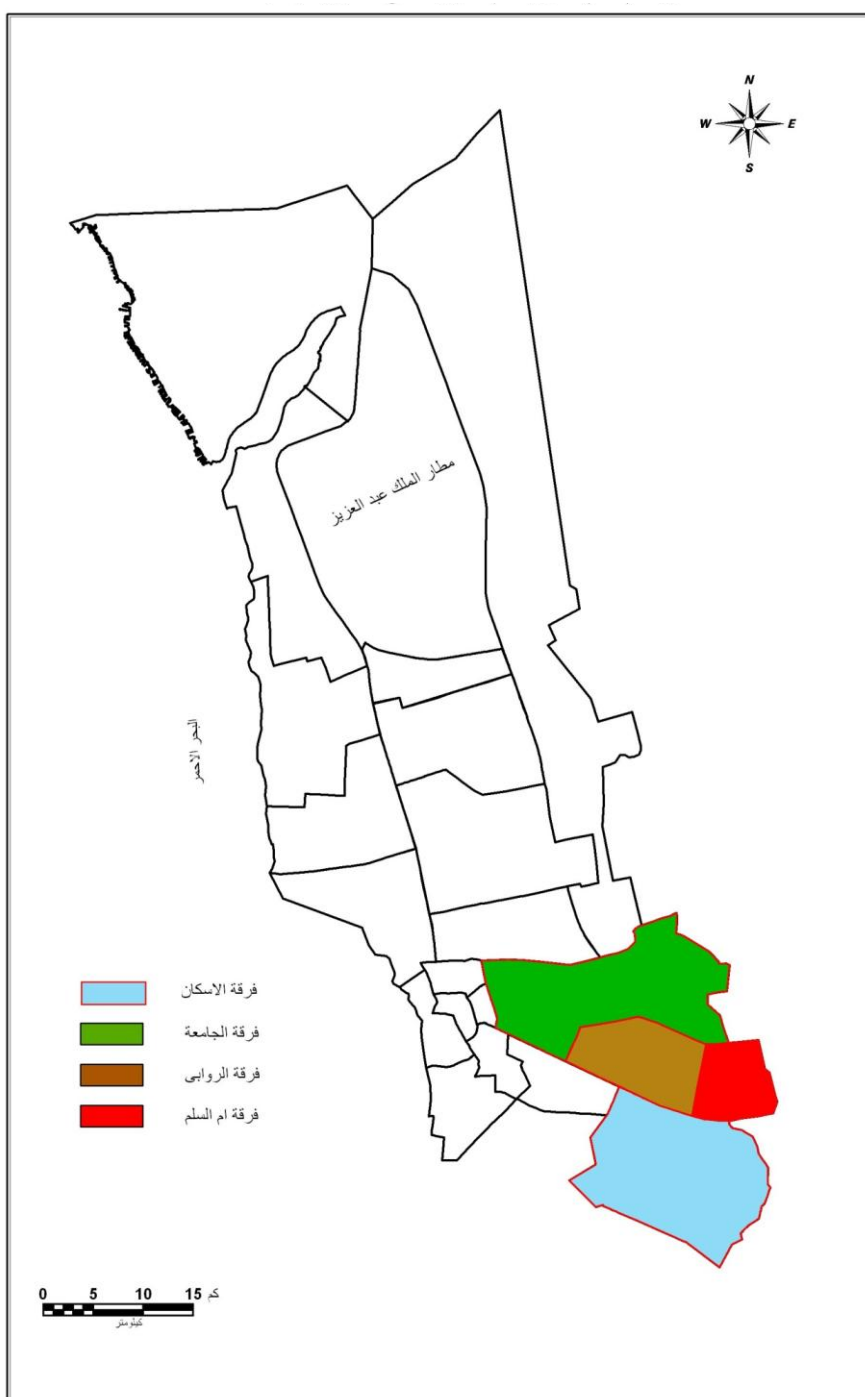 N
W E
S
مطار الملك عبد العزيز
البحر الاحمر
فرقة الاسكان
فرقة الجامعة
فرقة الروابى
فرقة ام السلم
0 5 10 15 كم
كيلومتر